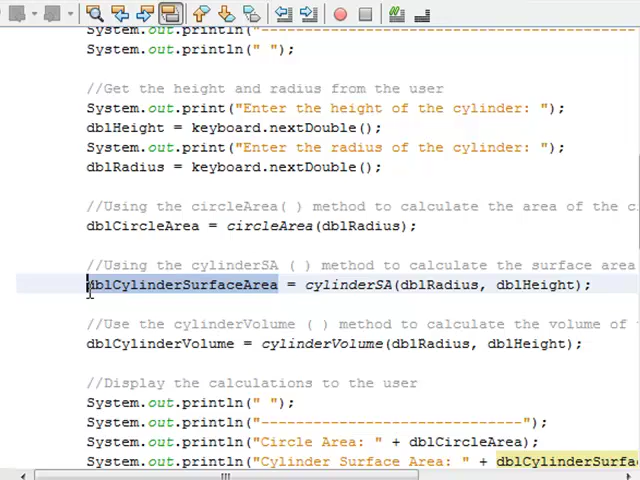 System.out.println("-------------------------------------------
System.out.println(" ");
//Get the height and radius from the user
System.out.print("Enter the height of the cylinder: ");
dblHeight = keyboard.nextDouble();
System.out.print("Enter the radius of the cylinder: ");
dblRadius = keyboard.nextDouble();
//Using the circleArea( ) method to calculate the area of the c
dblCircleArea = circleArea(dblRadius);
//Using the cylinderSA ( ) method to calculate the surface area
dblCylinderSurfaceArea = cylinderSA(dblRadius, dblHeight);
//Use the cylinderVolume ( ) method to calculate the volume of
dblCylinderVolume = cylinderVolume(dblRadius, dblHeight);
//Display the calculations to the user
System.out.println(" ");
System.out.println("------------------------------");
System.out.println("Circle Area: " + dblCircleArea);
System.out.println("Cylinder Surface Area: " + dblCylinderSurfa